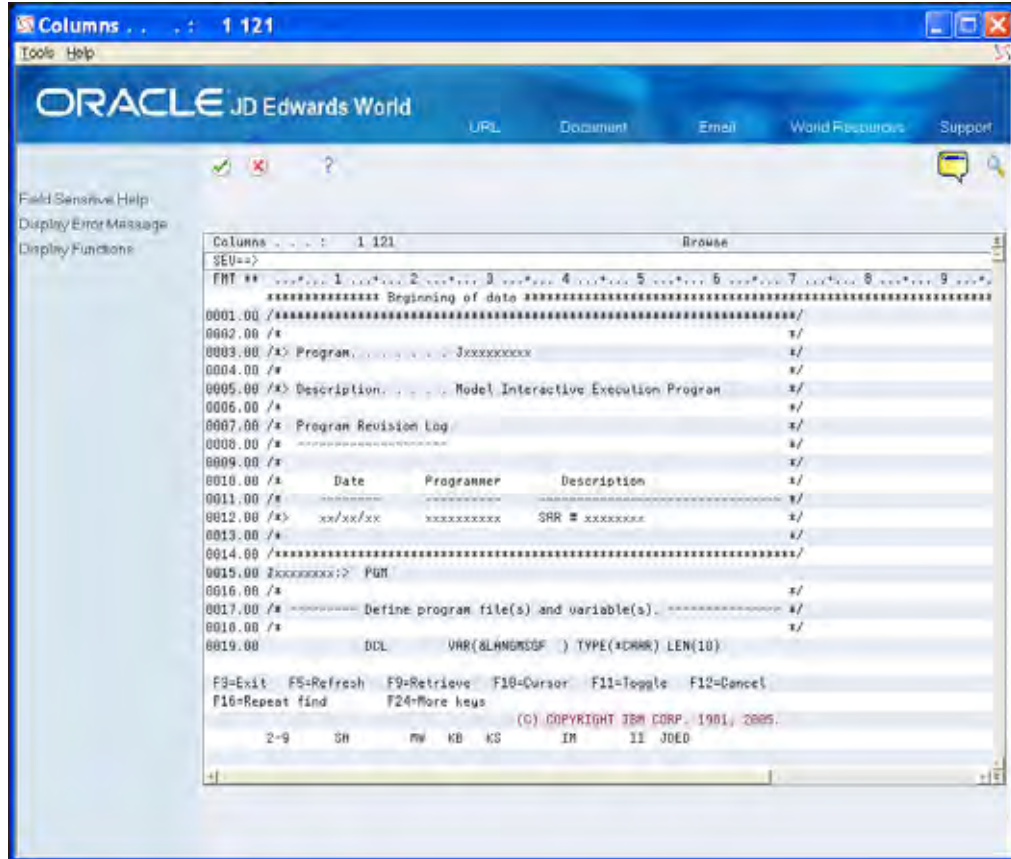 Columns . . . . : 1 121
Tools Help
ORACLE JD Edwards World
URL Document Email World Resources Support
?
Field Sensitive Help
Display Error Message
Display Functions
Columns . . . : 1 121 Browse
SEU==>
FMT ** ...+... 1 ...+... 2 ...+... 3 ...+... 4 ...+... 5 ...+... 6 ...+... 7 ...+... 8 ...+... 9 ...+.
*************** Beginning of data ***************************************************************
0001.00 /**********************************************************************/
0002.00 /* */
0003.00 /*> Program. . . . . . . . Jxxxxxxxxx */
0004.00 /* */
0005.00 /*> Description. . . . . . Model Interactive Execution Program */
0006.00 /* */
0007.00 /* Program Revision Log */
0008.00 /* -------------------- */
0009.00 /* */
0010.00 /* Date Programmer Description */
0011.00 /* -------- ---------- -------------------------------- */
0012.00 /*> xx/xx/xx xxxxxxxxxx SAR # xxxxxxxx */
0013.00 /* */
0014.00 /**********************************************************************/
0015.00 Jxxxxxxxx:> PGM
0016.00 /* */
0017.00 /* --------- Define program file(s) and variable(s). --------------- */
0018.00 /* */
0019.00 DCL VAR(&LANGMSGF ) TYPE(*CHAR) LEN(10)
F3=Exit F5=Refresh F9=Retrieve F10=Cursor F11=Toggle F12=Cancel
F16=Repeat find F24=More keys
(C) COPYRIGHT IBM CORP. 1981, 2005.
2-9 SA MW KB KS IM II JDED